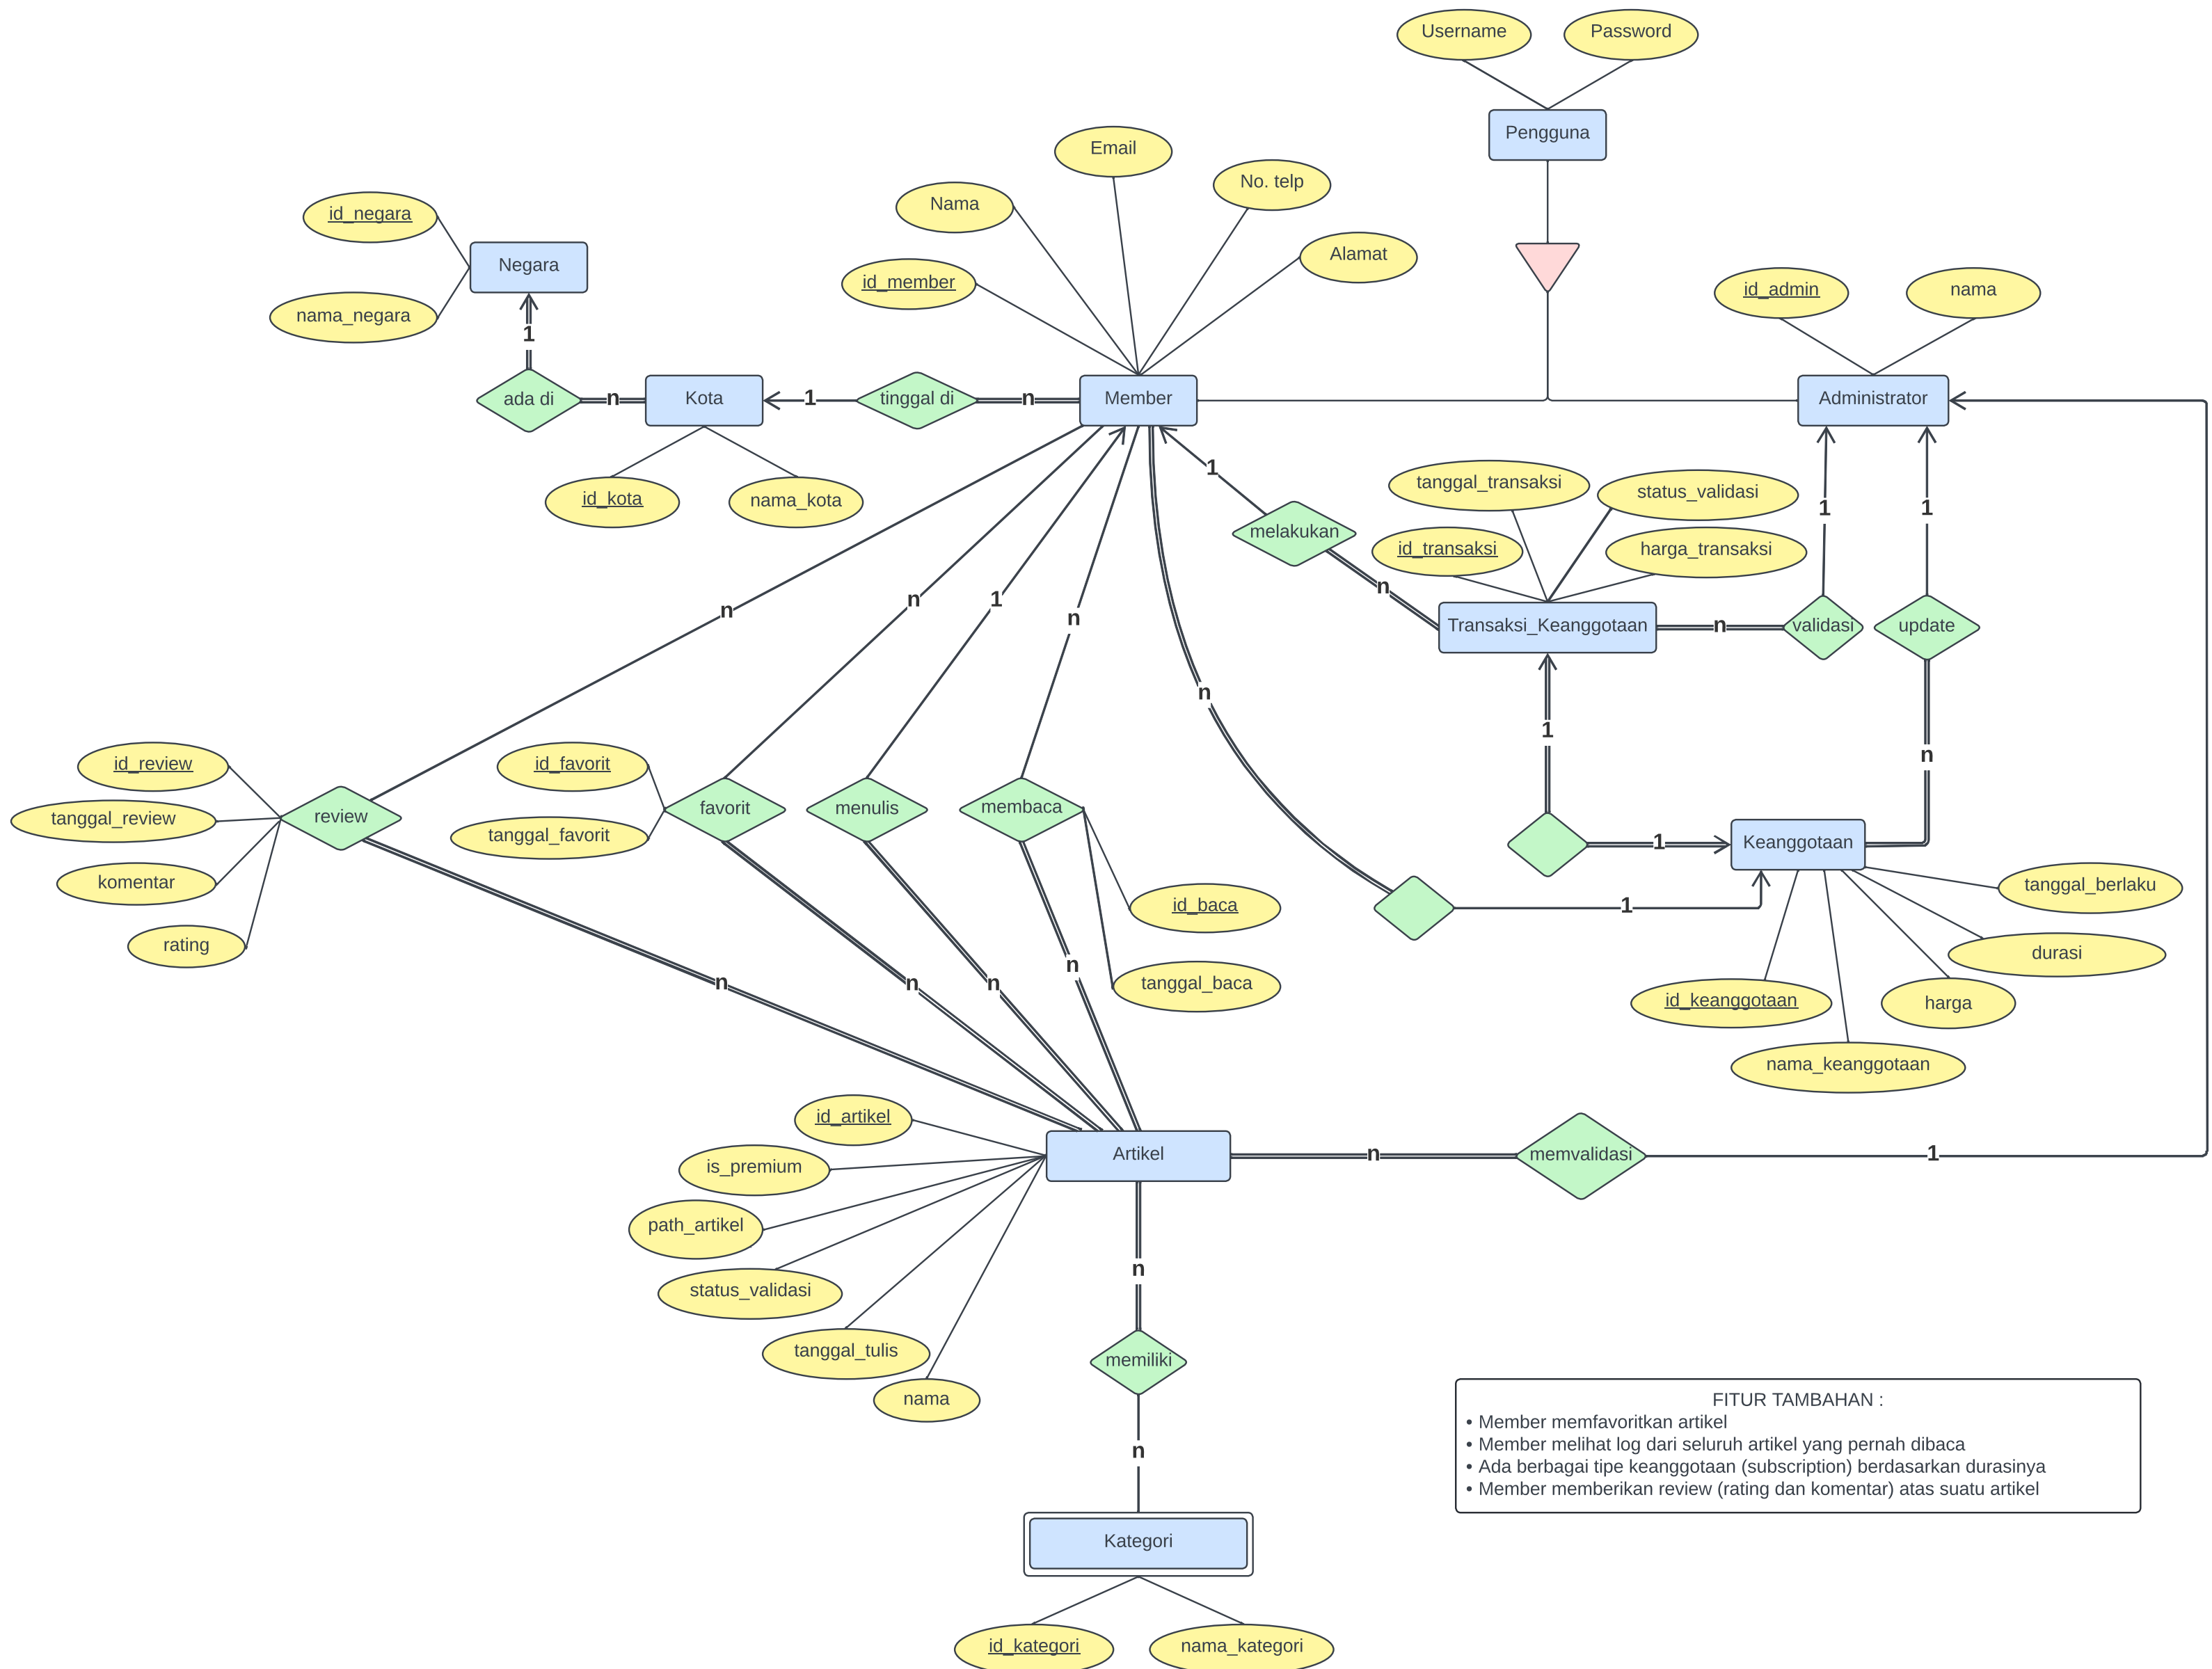 Username
Password
Pengguna
Email
No. telp
Nama
Alamat
id_member
id_negara
Negara
nama_negara
id_admin
nama
1
ada di
n
Kota
1
tinggal di
n
Member
Administrator
id_kota
nama_kota
1
tanggal_transaksi
status_validasi
melakukan
id_transaksi
harga_transaksi
1
1
n
n
1
n
n
Transaksi_Keanggotaan
n
validasi
update
n
1
n
id_review
tanggal_review
komentar
rating
review
id_favorit
tanggal_favorit
favorit
menulis
membaca
id_baca
tanggal_baca
1
Keanggotaan
1
tanggal_berlaku
durasi
harga
id_keanggotaan
nama_keanggotaan
n
n
n
n
id_artikel
is_premium
path_artikel
status_validasi
tanggal_tulis
nama
Artikel
n
memvalidasi
1
n
memiliki
n
Kategori
id_kategori
nama_kategori
FITUR TAMBAHAN :
• Member memfavoritkan artikel
• Member melihat log dari seluruh artikel yang pernah dibaca
• Ada berbagai tipe keanggotaan (subscription) berdasarkan durasinya
• Member memberikan review (rating dan komentar) atas suatu artikel